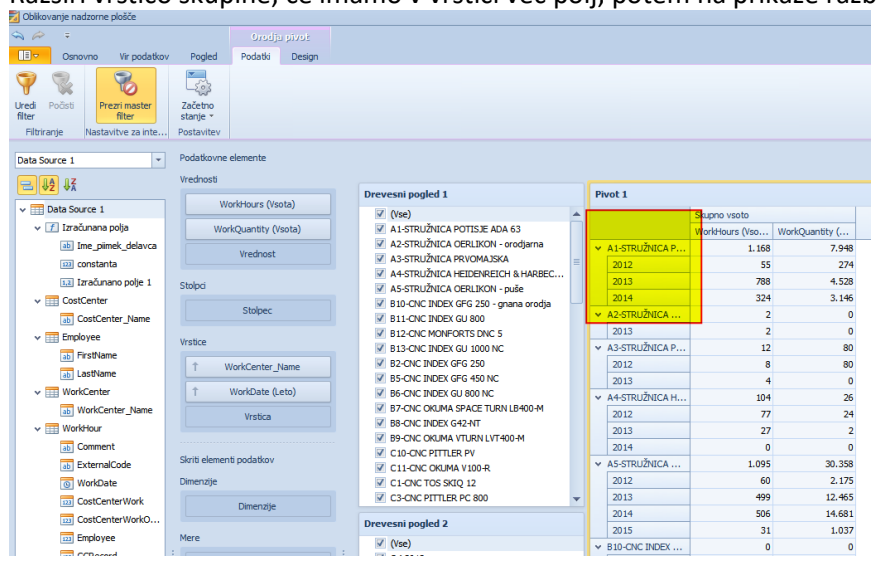 Razširi vrstico skupine, če imamo v vrstici več polj, potem na prikaže razb
Oblikovanje nadzorne plošče
Orodja pivot
Osnovno Vir podatkov Pogled Podatki Design
Uredi filter
Počisti
Prezri master filter
Začetno stanje
Filtriranje Nastavitve za inte... Postavitev
Data Source 1
Data Source 1
Izračunana polja
Ime_piimek_delavca
constanta
Izračunano polje 1
CostCenter
CostCenter_Name
Employee
FirstName
LastName
WorkCenter
WorkCenter_Name
WorkHour
Comment
ExternalCode
WorkDate
CostCenterWork
CostCenterWorkO...
Employee
Podatkovne elemente
Vrednosti
WorkHours (Vsota)
WorkQuantity (Vsota)
Vrednost
Stolpci
Stolpec
Vrstice
WorkCenter_Name
WorkDate (Leto)
Vrstica
Skriti elementi podatkov
Dimenzije
Dimenzije
Mere
Drevesni pogled 1
(Vse)
A1-STRUŽNICA POTISJE ADA 63
A2-STRUŽNICA OERLIKON - orodjarna
A3-STRUŽNICA PRVOMAJSKA
A4-STRUŽNICA HEIDENREICH & HARBEC...
A5-STRUŽNICA OERLIKON - puše
B10-CNC INDEX GFG 250 - gnana orodja
B11-CNC INDEX GU 800
B12-CNC MONFORTS DNC 5
B13-CNC INDEX GU 1000 NC
B2-CNC INDEX GFG 250
B5-CNC INDEX GFG 450 NC
B6-CNC INDEX GU 800 NC
B7-CNC OKUMA SPACE TURN LB400-M
B8-CNC INDEX G42-NT
B9-CNC OKUMA VTURN LVT400-M
C10-CNC PITTLER PV
C11-CNC OKUMA V100-R
C1-CNC TOS SKIQ 12
C3-CNC PITTLER PC 800
Drevesni pogled 2
(Vse)
Pivot 1
Skupno vsoto
WorkHours (Vso... WorkQuantity (...
A1-STRUŽNICA P... 1.168 7.948
2012 55 274
2013 788 4.528
2014 324 3.146
A2-STRUŽNICA ... 2 0
2013 2 0
A3-STRUŽNICA P... 12 80
2012 8 80
2013 4 0
A4-STRUŽNICA H... 104 26
2012 77 24
2013 27 2
2014 0 0
A5-STRUŽNICA ... 1.095 30.358
2012 60 2.175
2013 499 12.465
2014 506 14.681
2015 31 1.037
B10-CNC INDEX ... 0 0